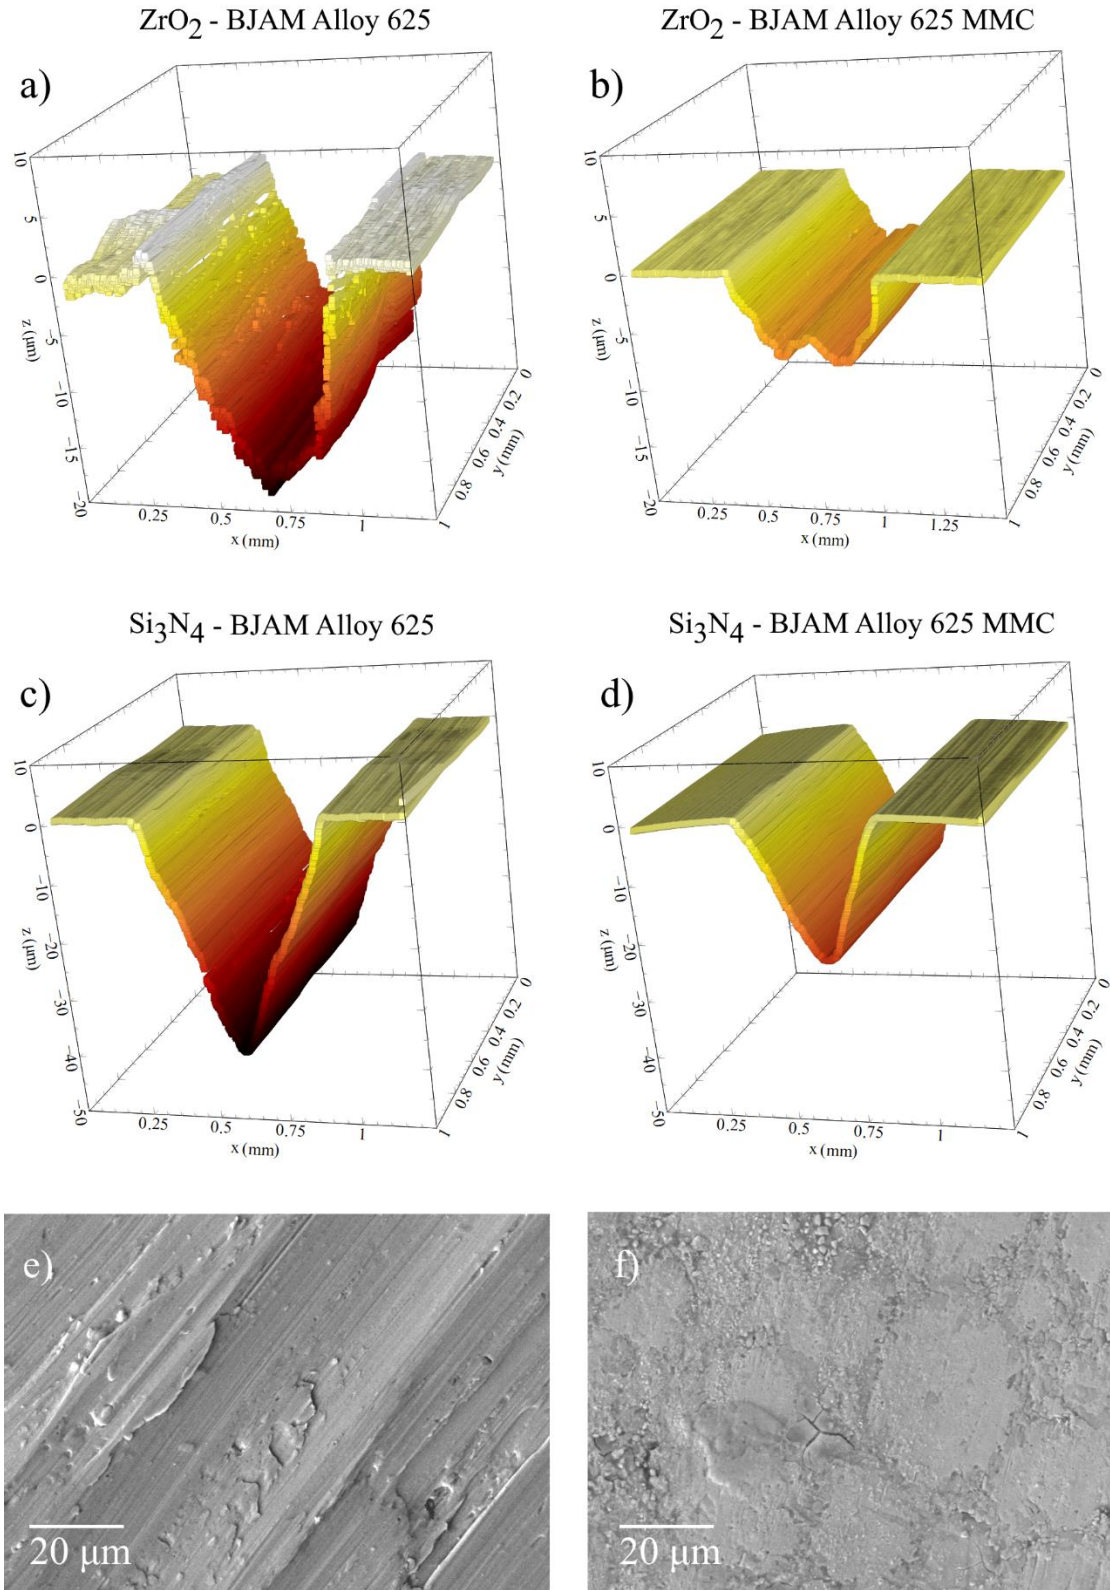 ZrO2 - BJAM Alloy 625
ZrO2 - BJAM Alloy 625 MMC
a)
10
5
0
−5
−10
−15
−20
z (µm)
0.25
0.5
0.75
1
x (mm)
0
0.2
0.4
0.6
0.8
1
y (mm)
b)
10
5
0
−5
−10
−15
−20
z (µm)
0.25
0.5
0.75
1
1.25
x (mm)
0
0.2
0.4
0.6
0.8
1
y (mm)
Si3N4 - BJAM Alloy 625
Si3N4 - BJAM Alloy 625 MMC
c)
10
0
−10
−20
−30
−40
−50
z (µm)
0.25
0.5
0.75
1
x (mm)
0
0.2
0.4
0.6
0.8
1
y (mm)
d)
10
0
−10
−20
−30
−40
−50
z (µm)
0.25
0.5
0.75
1
x (mm)
0
0.2
0.4
0.6
0.8
1
y (mm)
e)
20 µm
f)
20 µm